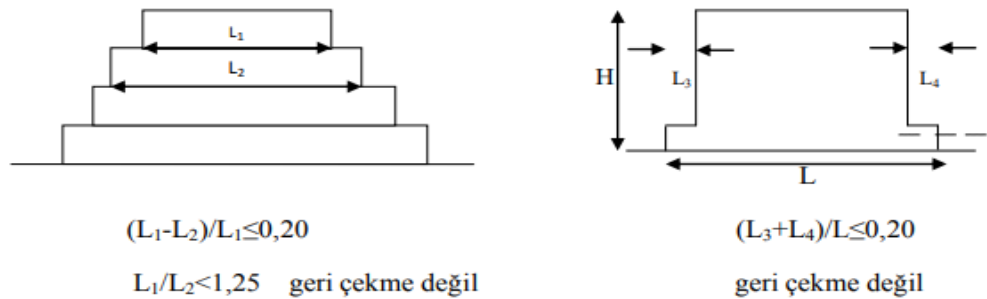 L₁
L₂
H
L₃
L₄
L
(L₁-L₂)/L₁≤0,20
L₁/L₂<1,25 geri çekme değil
(L₃+L₄)/L≤0,20
geri çekme değil